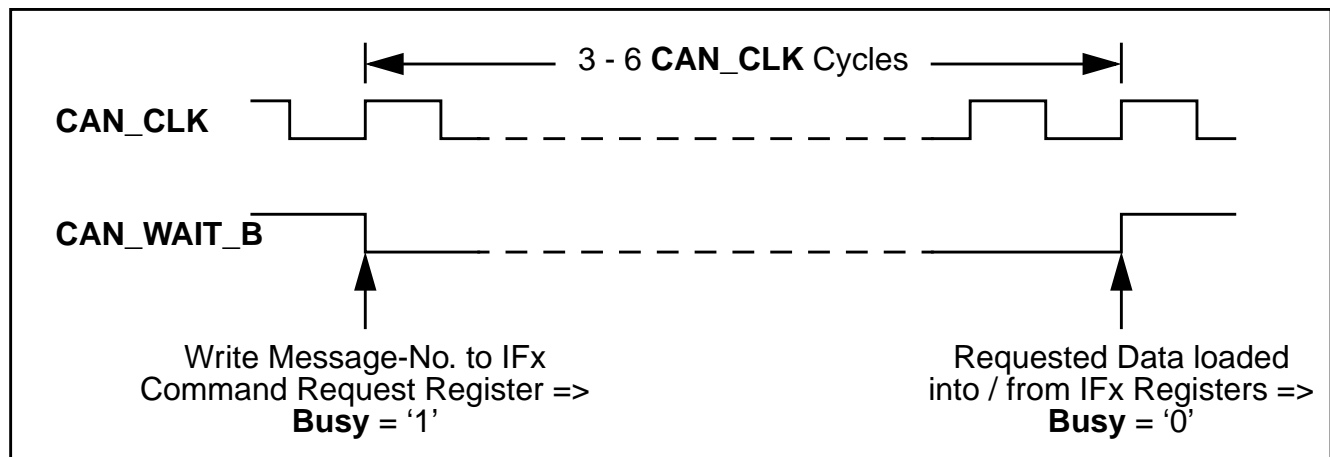 3 - 6 CAN_CLK Cycles
CAN_CLK
CAN_WAIT_B
Write Message-No. to IFx
Command Request Register =>
Busy = ‘1’
Requested Data loaded
into / from IFx Registers =>
Busy = ‘0’